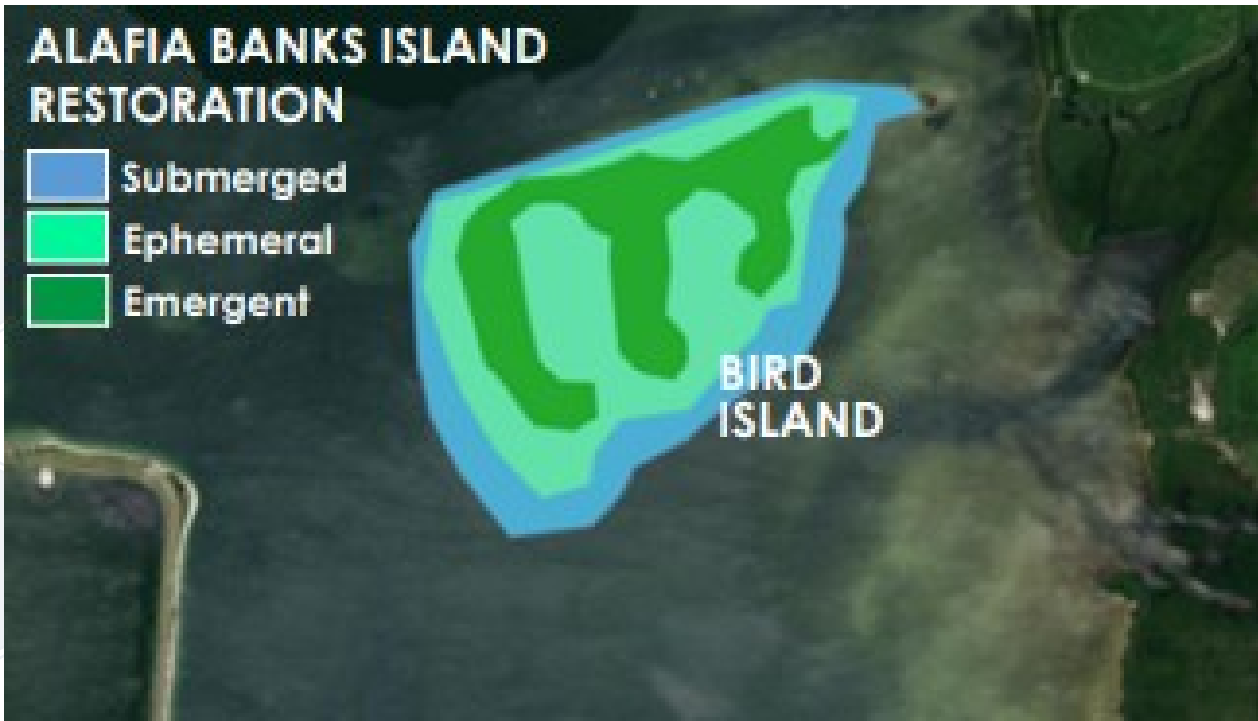 ALAFIA BANKS ISLAND
RESTORATION
Submerged
Ephemeral
Emergent
BIRD
ISLAND